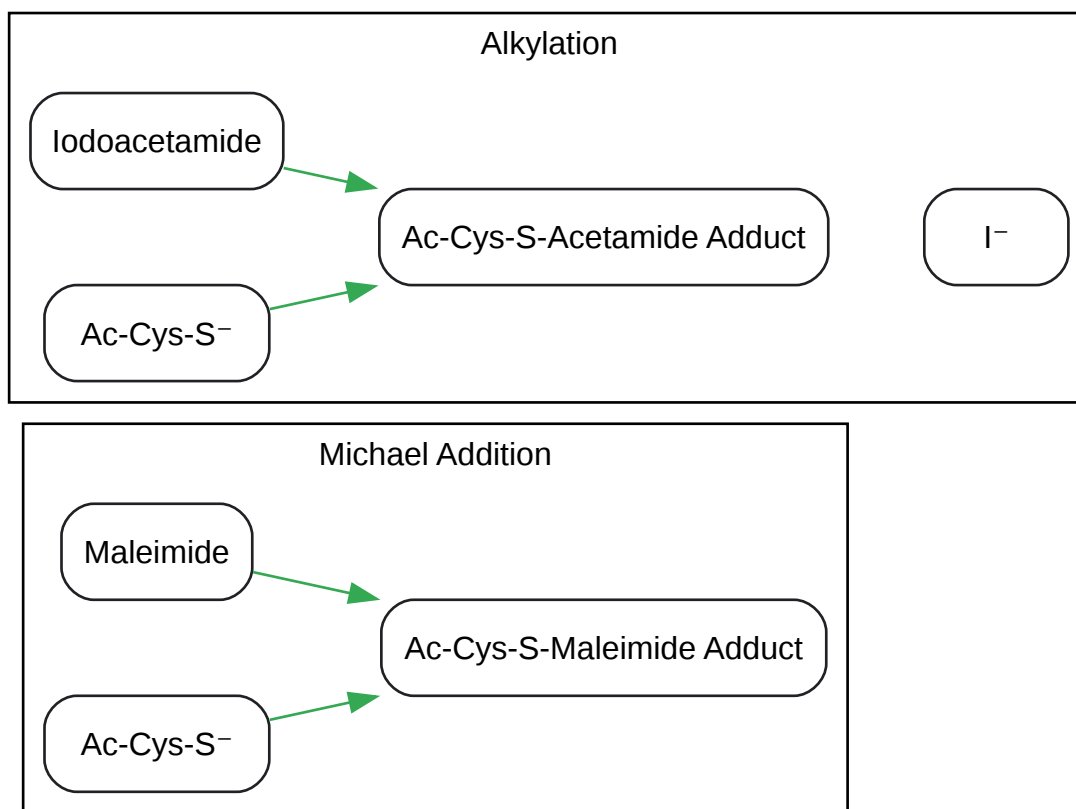 Alkylation
Iodoacetamide
Ac-Cys-S-Acetamide Adduct
I⁻
Ac-Cys-S⁻
Michael Addition
Maleimide
Ac-Cys-S-Maleimide Adduct
Ac-Cys-S⁻